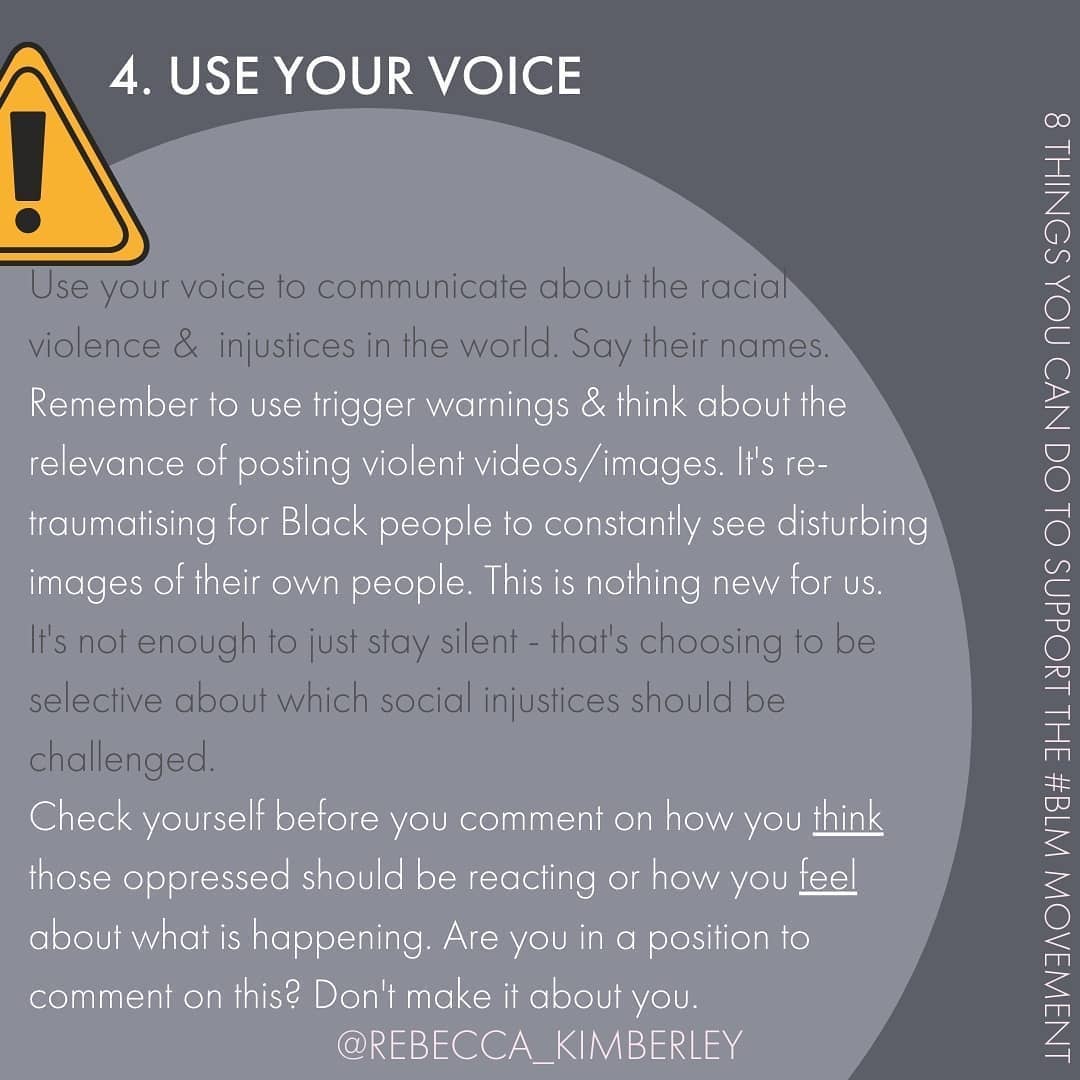 4. USE YOUR VOICE
Use your voice to communicate about the racial
violence &  injustices in the world. Say their names.
Remember to use trigger warnings & think about the
relevance of posting violent videos/images. It's re-
traumatising for Black people to constantly see disturbing
images of their own people. This is nothing new for us.
It's not enough to just stay silent - that's choosing to be
selective about which social injustices should be
challenged.
Check yourself before you comment on how you think
those oppressed should be reacting or how you feel
about what is happening. Are you in a position to
comment on this? Don't make it about you.
@REBECCA_KIMBERLEY
8 THINGS YOU CAN DO TO SUPPORT THE #BLM MOVEMENT